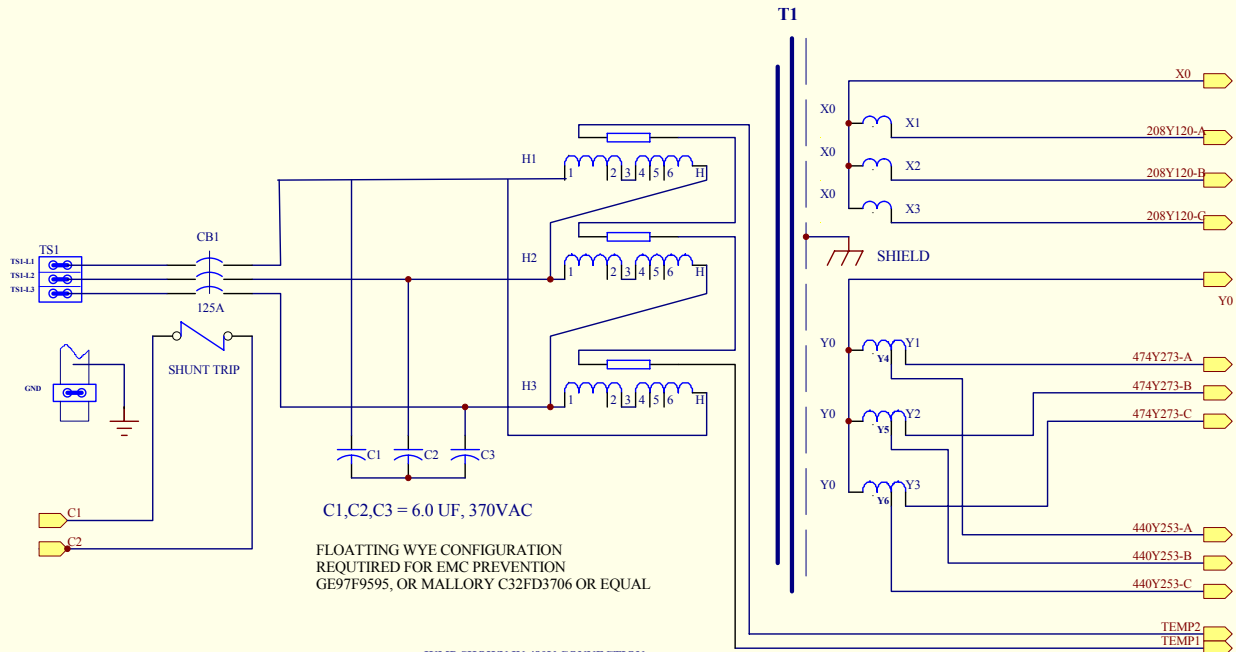 T1
X0
X0
X1
208Y120-A
X0
X2
208Y120-B
X0
X3
208Y120-C
SHIELD
Y0
H1
1 2 3 4 5 6 H
H2
1 2 3 4 5 6 H
H3
1 2 3 4 5 6 H
TS1
TS1-L1
TS1-L2
TS1-L3
CB1
125A
SHUNT TRIP
GND
C1
C2
C1
C2
C3
C1,C2,C3 = 6.0 UF, 370VAC
FLOATTING WYE CONFIGURATION
REQUTIRED FOR EMC PREVENTION
GE97F9595, OR MALLORY C32FD3706 OR EQUAL
Y0
Y1
Y4
474Y273-A
474Y273-B
Y0
Y2
Y5
474Y273-C
Y0
Y3
Y6
440Y253-A
440Y253-B
440Y253-C
TEMP2
TEMP1